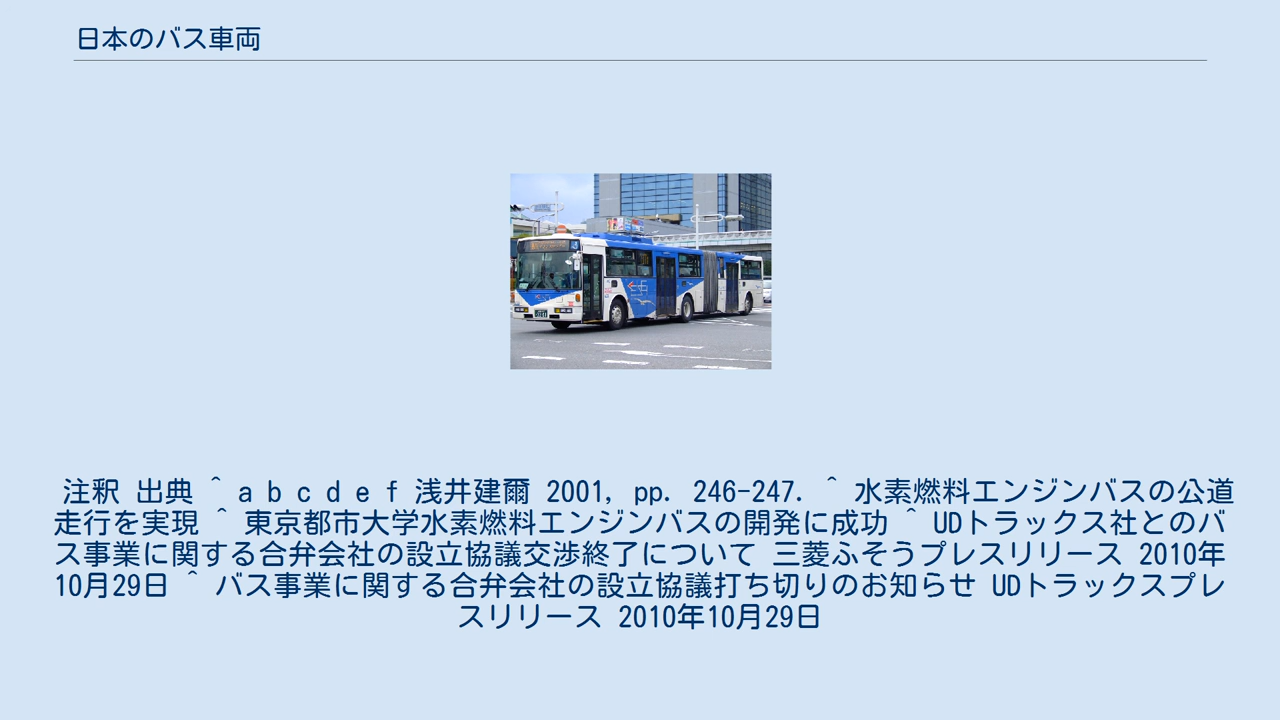 日本のバス車両
注釈 出典 ^ a b c d e f 浅井建爾 2001, pp. 246-247. ^ 水素燃料エンジンバスの公道
走行を実現 ^ 東京都市大学水素燃料エンジンバスの開発に成功 ^ UDトラックス社とのバ
ス事業に関する合弁会社の設立協議交渉終了について 三菱ふそうプレスリリース 2010年
10月29日 ^ バス事業に関する合弁会社の設立協議打ち切りのお知らせ UDトラックスプレ
スリリース 2010年10月29日